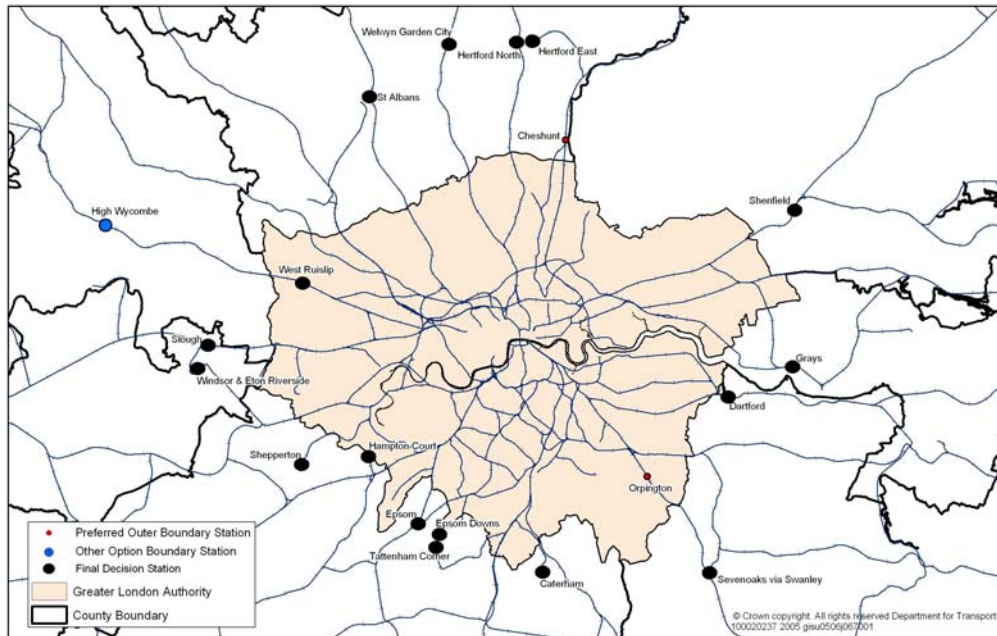 Welwyn Garden City
Hertford North
Hertford East
St Albans
Cheshunt
Shenfield
High Wycombe
West Ruislip
Slough
Windsor & Eton Riverside
Grays
Dartford
Shepperton
Hampton Court
Orpington
Epsom
Epsom Downs
Tattenham Corner
Caterham
Sevenoaks via Swanley
Preferred Outer Boundary Station
Other Option Boundary Station
Final Decision Station
Greater London Authority
County Boundary
© Crown copyright. All rights reserved Department for Transport
100020237 2005 gisu0506j067001